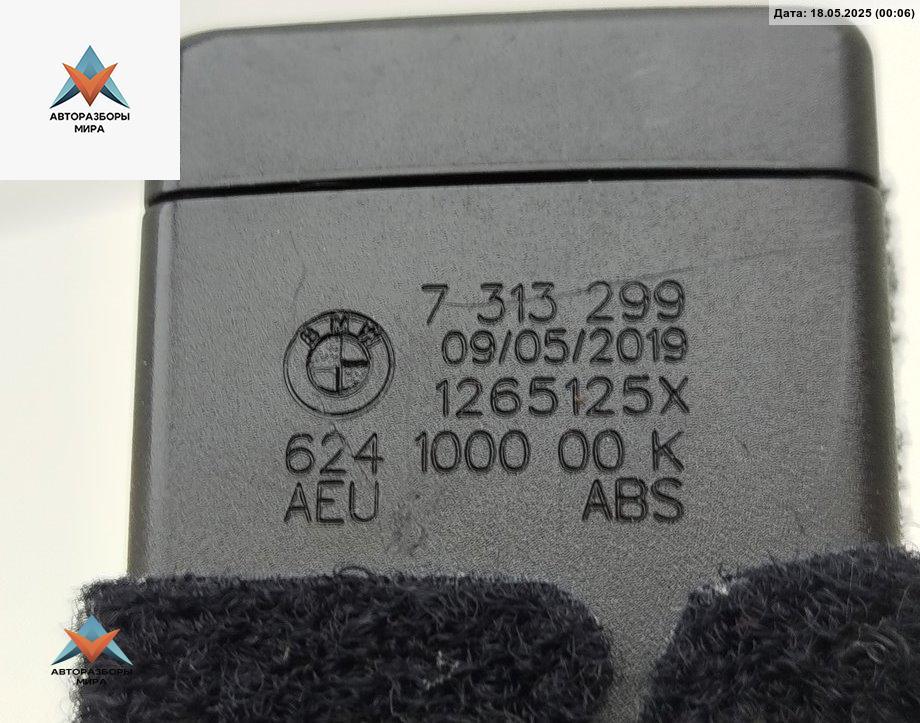 Дата: 18.05.2025 (00:06)
АВТОРАЗБОРЫ
МИРА
BMW
7 313 299
09/05/2019
1265125X
624 1000 00 K
AEU ABS
АВТОРАЗБОРЫ
МИРА